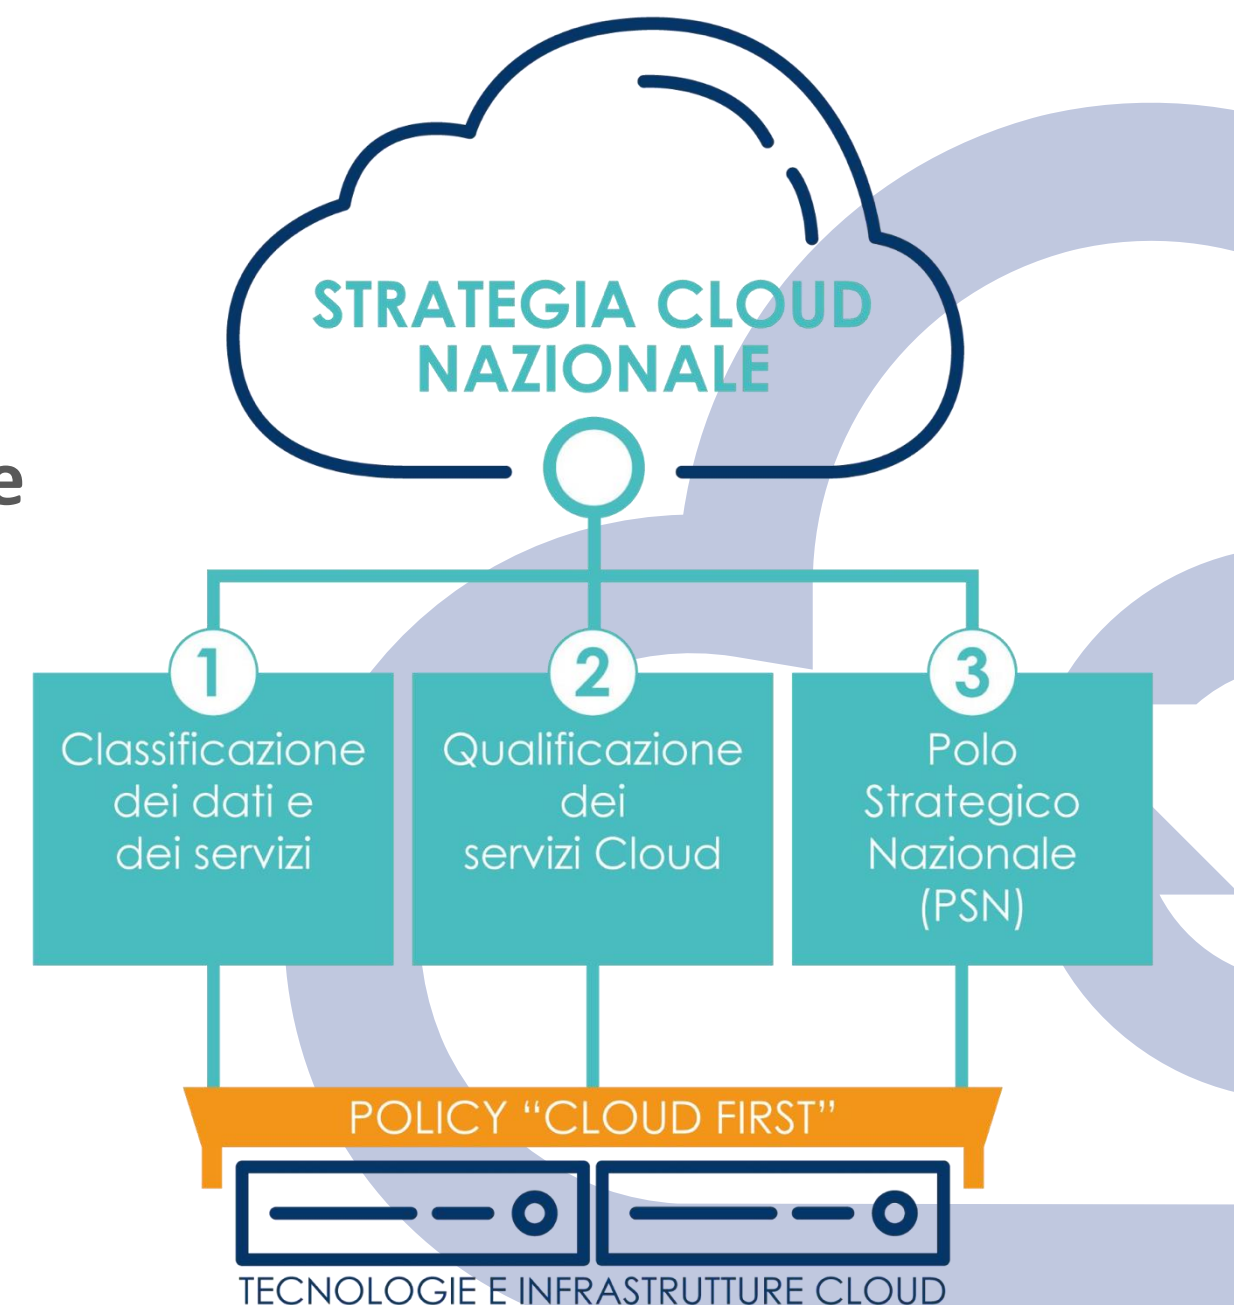 STRATEGIA CLOUD
NAZIONALE
e
1
Classificazione
dei dati e
dei servizi
2
Qualificazione
dei
servizi Cloud
3
Polo
Strategico
Nazionale
(PSN)
POLICY “CLOUD FIRST”
TECNOLOGIE E INFRASTRUTTURE CLOUD